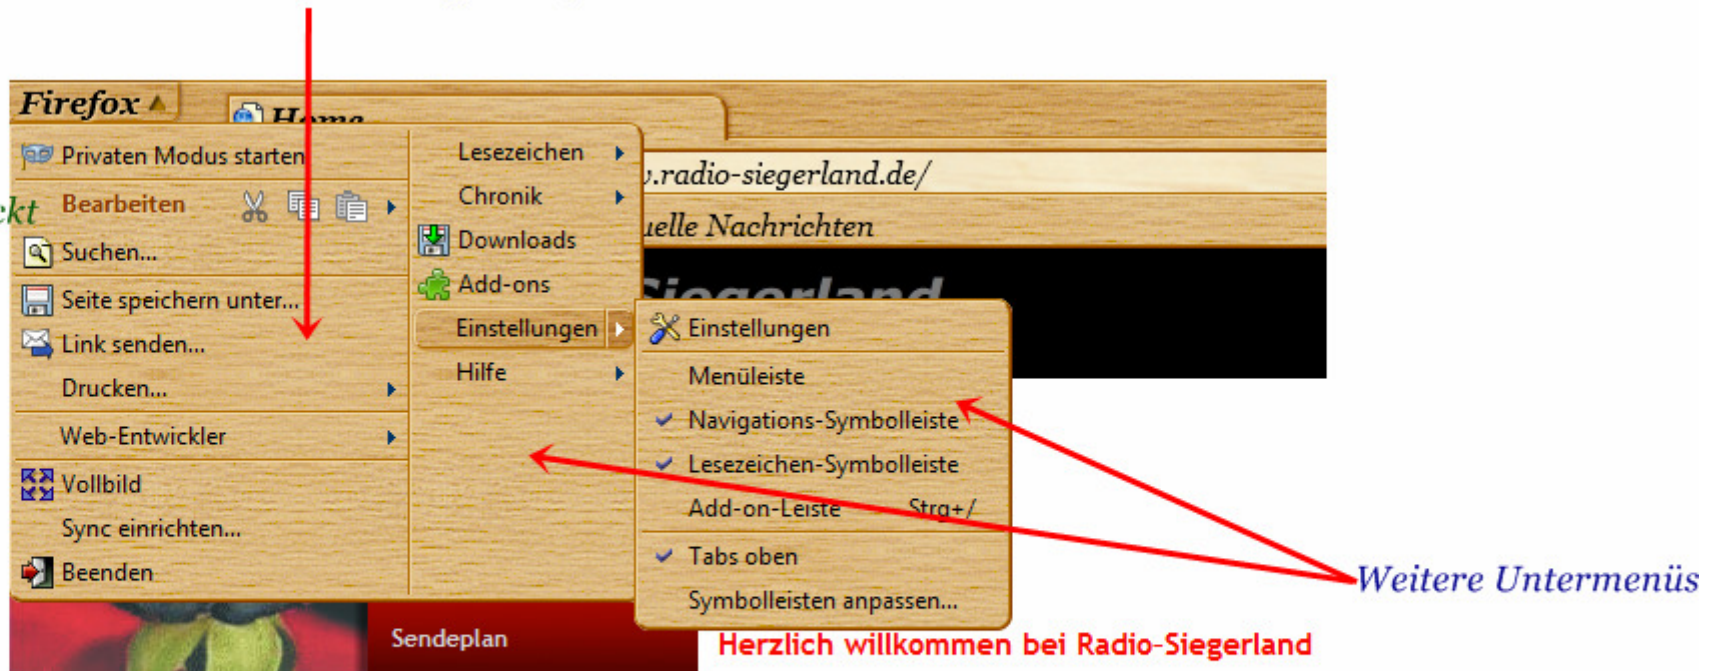 Firefox
Home
Privaten Modus starten
Bearbeiten
Suchen...
Seite speichern unter...
Link senden...
Drucken...
Web-Entwickler
Vollbild
Sync einrichten...
Beenden
Lesezeichen
Chronik
Downloads
Add-ons
Einstellungen
Hilfe
.radio-siegerland.de/
Nachrichten
Siegerland
Einstellungen
Menüleiste
Navigations-Symbolleiste
Lesezeichen-Symbolleiste
Add-on-Leiste Strg+/
Tabs oben
Symbolleisten anpassen...
Weitere Untermenüs
Sendeplan
Herzlich willkommen bei Radio-Siegerland